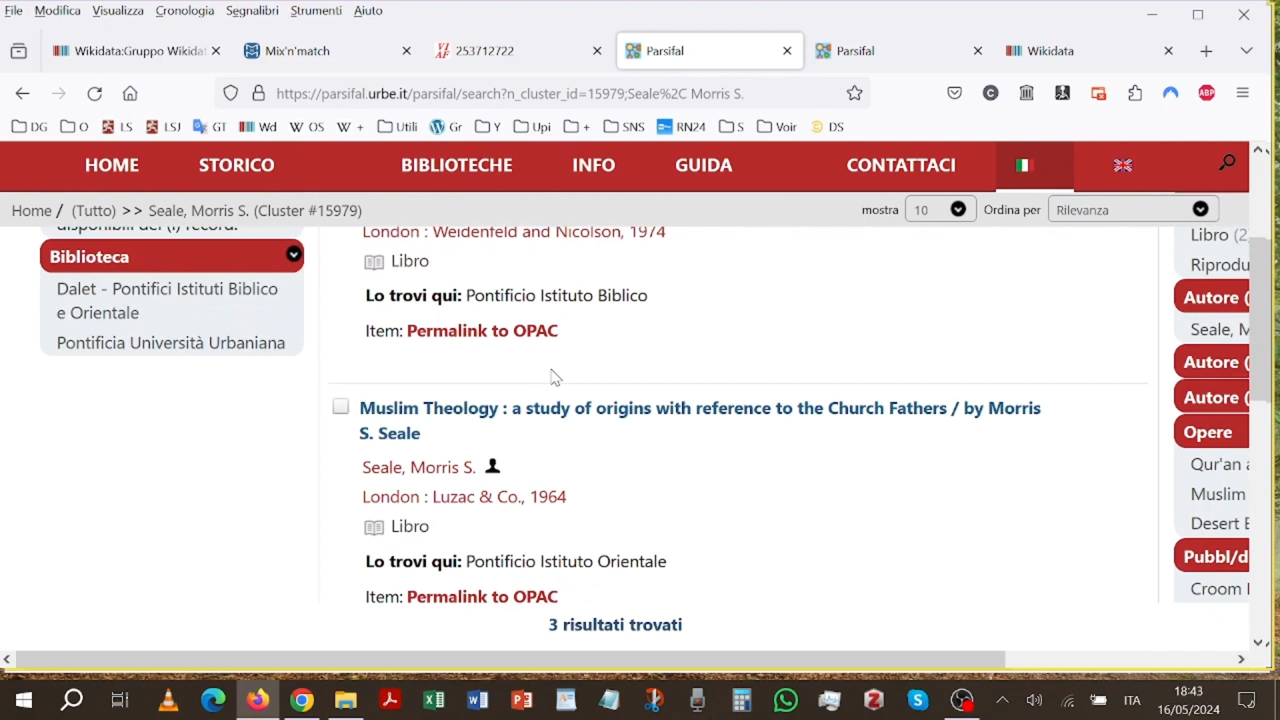 File Modifica Visualizza Cronologia Segnalibri Strumenti Aiuto
Wikidata:Gruppo Wikidat
Mix'n'match
VIAF 253712722
Parsifal
Parsifal
Wikidata
https://parsifal.urbe.it/parsifal/search?n_cluster_id=15979;Seale%2C Morris S.
DG O LS LSJ GT Wd OS + Utili Gr Y Upi + SNS RN24 S Voir DS
HOME STORICO BIBLIOTECHE INFO GUIDA CONTATTACI
Home / (Tutto) >> Seale, Morris S. (Cluster #15979)
mostra 10 Ordina per Rilevanza
disponibili del (i) record.
Biblioteca
Dalet - Pontifici Istituti Biblico
e Orientale
Pontificia Università Urbaniana
London : Weidenfeld and Nicolson, 1974
Libro
Lo trovi qui: Pontificio Istituto Biblico
Item: Permalink to OPAC
Muslim Theology : a study of origins with reference to the Church Fathers / by Morris
S. Seale
Seale, Morris S.
London : Luzac & Co., 1964
Libro
Lo trovi qui: Pontificio Istituto Orientale
Item: Permalink to OPAC
3 risultati trovati
Libro (2
Riprodu
Autore (
Seale, M
Autore (
Autore (
Opere
Qur'an a
Muslim
Desert B
Pubbl/d
Croom H
ABP
ITA
18:43
16/05/2024